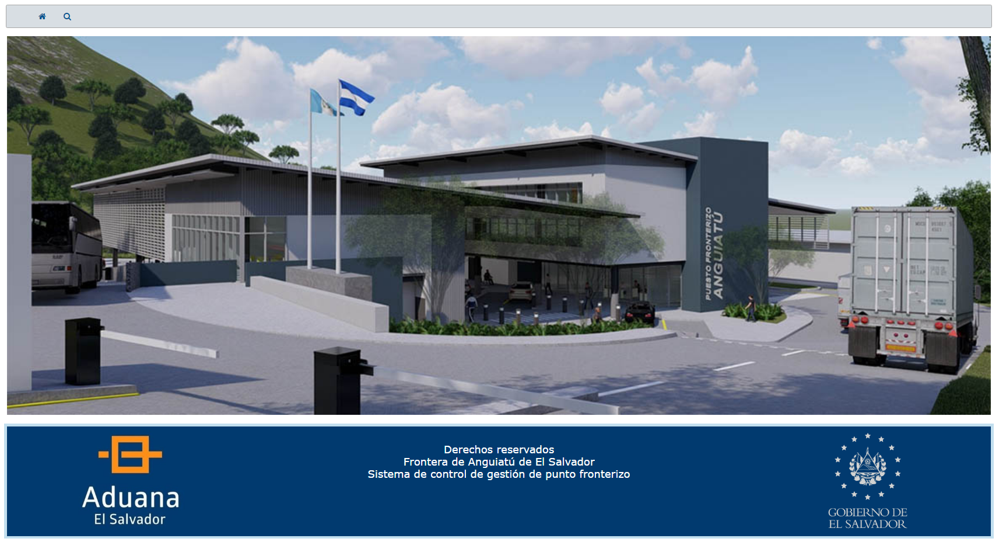 PUESTO FRONTERIZO
ANGUIATÚ
Aduana
El Salvador
Derechos reservados
Frontera de Anguiatú de El Salvador
Sistema de control de gestión de punto fronterizo
GOBIERNO DE
EL SALVADOR